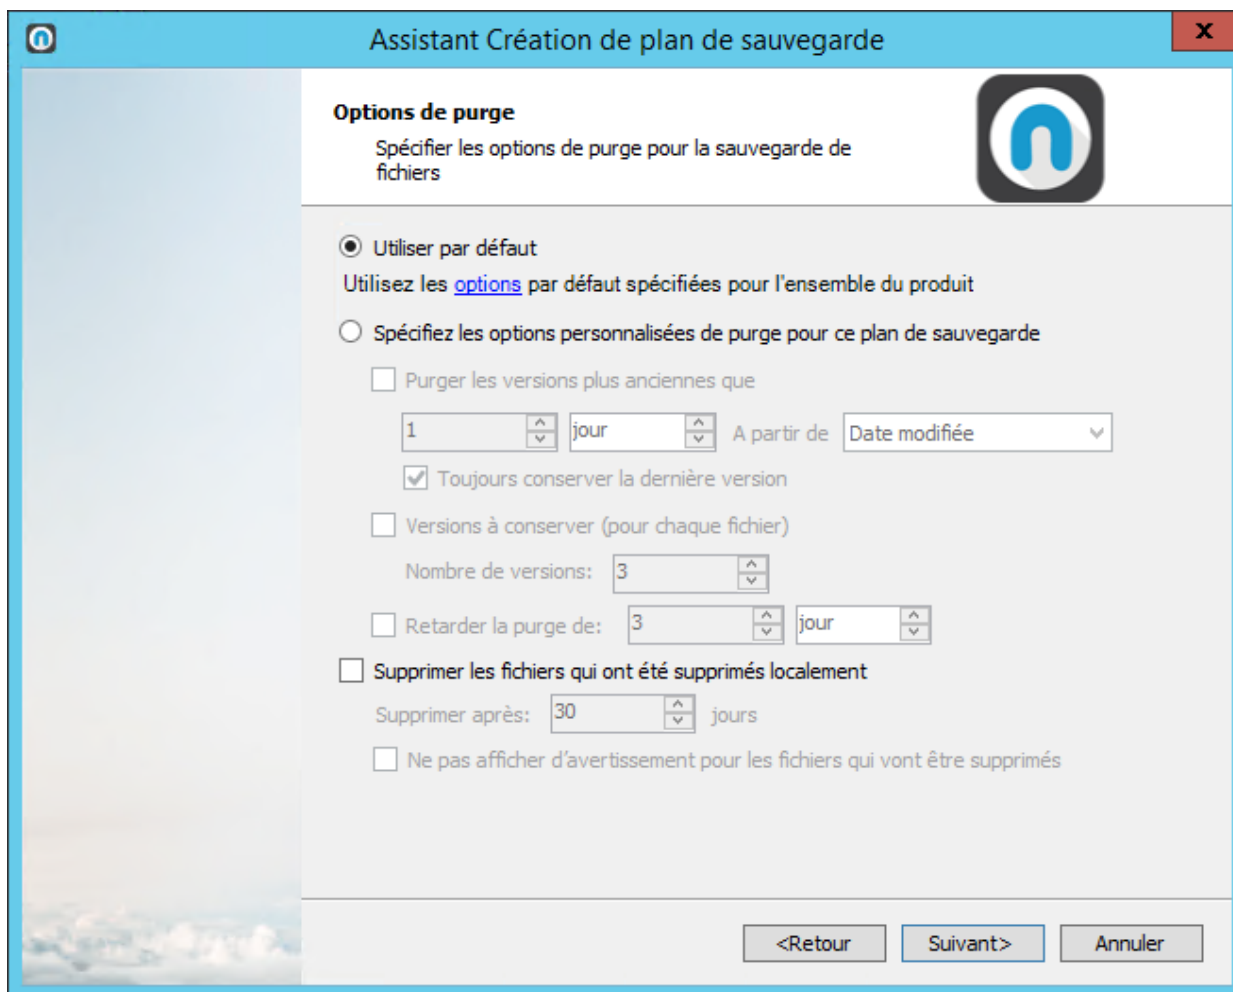 Assistant Création de plan de sauvegarde
x
Options de purge
Spécifier les options de purge pour la sauvegarde de
fichiers
Utiliser par défaut
Utilisez les options par défaut spécifiées pour l'ensemble du produit
Spécifiez les options personnalisées de purge pour ce plan de sauvegarde
Purger les versions plus anciennes que
1 jour A partir de Date modifiée
Toujours conserver la dernière version
Versions à conserver (pour chaque fichier)
Nombre de versions: 3
Retarder la purge de: 3 jour
Supprimer les fichiers qui ont été supprimés localement
Supprimer après: 30 jours
Ne pas afficher d’avertissement pour les fichiers qui vont être supprimés
<Retour Suivant> Annuler